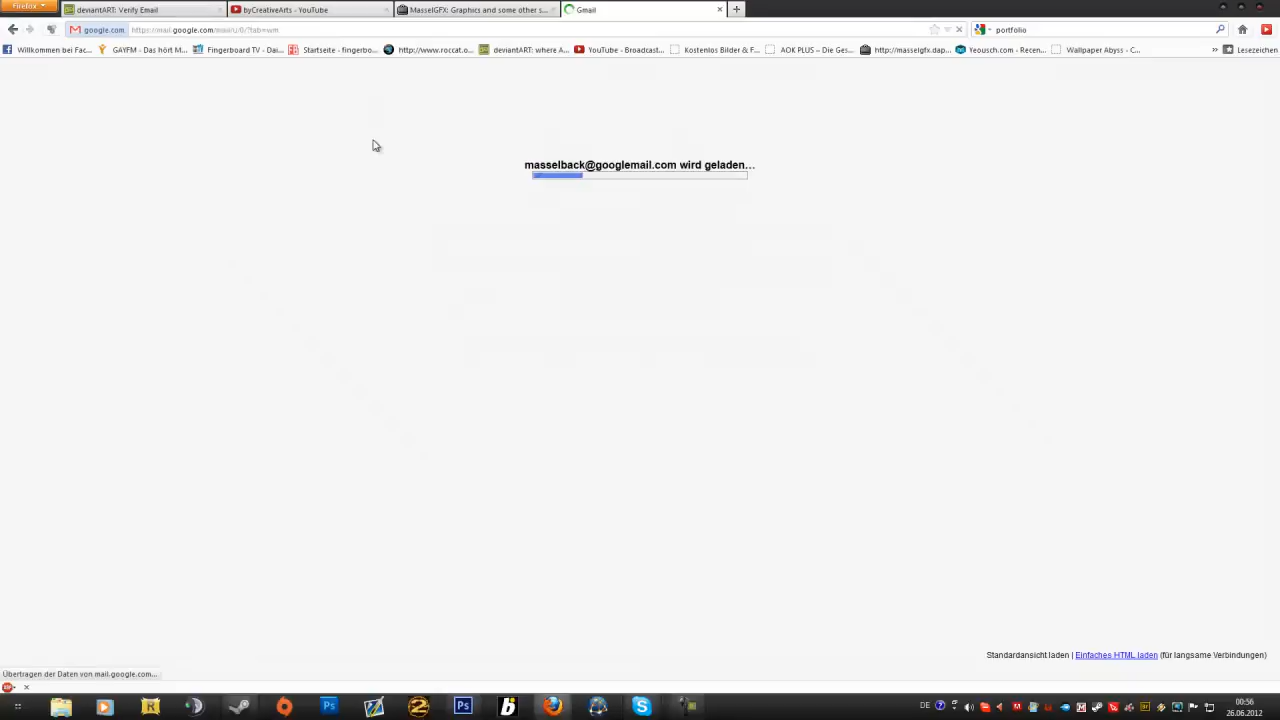 Firefox
deviantART: Verify Email
byCreativeArts - YouTube
MasselGFX: Graphics and some other s...
Gmail
google.com
https://mail.google.com/mail/u/0/?tab=wm
portfolio
Willkommen bei Fac...
GAYFM - Das hört M...
Fingerboard TV - Da...
Startseite - fingerbo...
http://www.roccat.o...
deviantART: where A...
YouTube - Broadcast...
Kostenlos Bilder & F...
AOK PLUS – Die Ges...
http://masselgfx.dap...
Yeousch.com - Recen...
Wallpaper Abyss - C...
»
Lesezeichen
masselback@googlemail.com wird geladen…
Standardansicht laden | Einfaches HTML laden (für langsame Verbindungen)
Übertragen der Daten von mail.google.com...
DE
00:56
26.06.2012